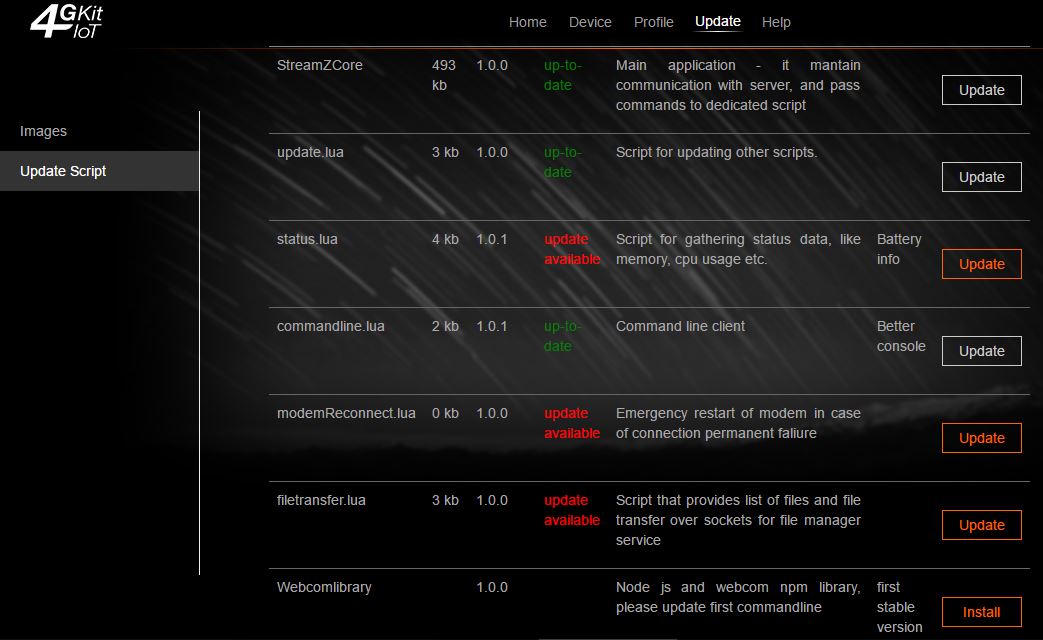 4GKit
IoT
Home Device Profile Update Help
Images
Update Script
StreamZCore 493 1.0.0 up-to- Main application - it mantain
kb date communication with server, and pass
Update
commands to dedicated script
update.lua 3 kb 1.0.0 up-to- Script for updating other scripts.
date
Update
status.lua 4 kb 1.0.1 update Script for gathering status data, like Battery
available memory, cpu usage etc. info
Update
commandline.lua 2 kb 1.0.1 up-to- Command line client Better
date console
Update
modemReconnect.lua 0 kb 1.0.0 update Emergency restart of modem in case
available of connection permanent faliure
Update
filetransfer.lua 3 kb 1.0.0 update Script that provides list of files and file
available transfer over sockets for file manager
Update
service
Webcomlibrary 1.0.0 Node js and webcom npm library, first
please update first commandline stable
Install
version